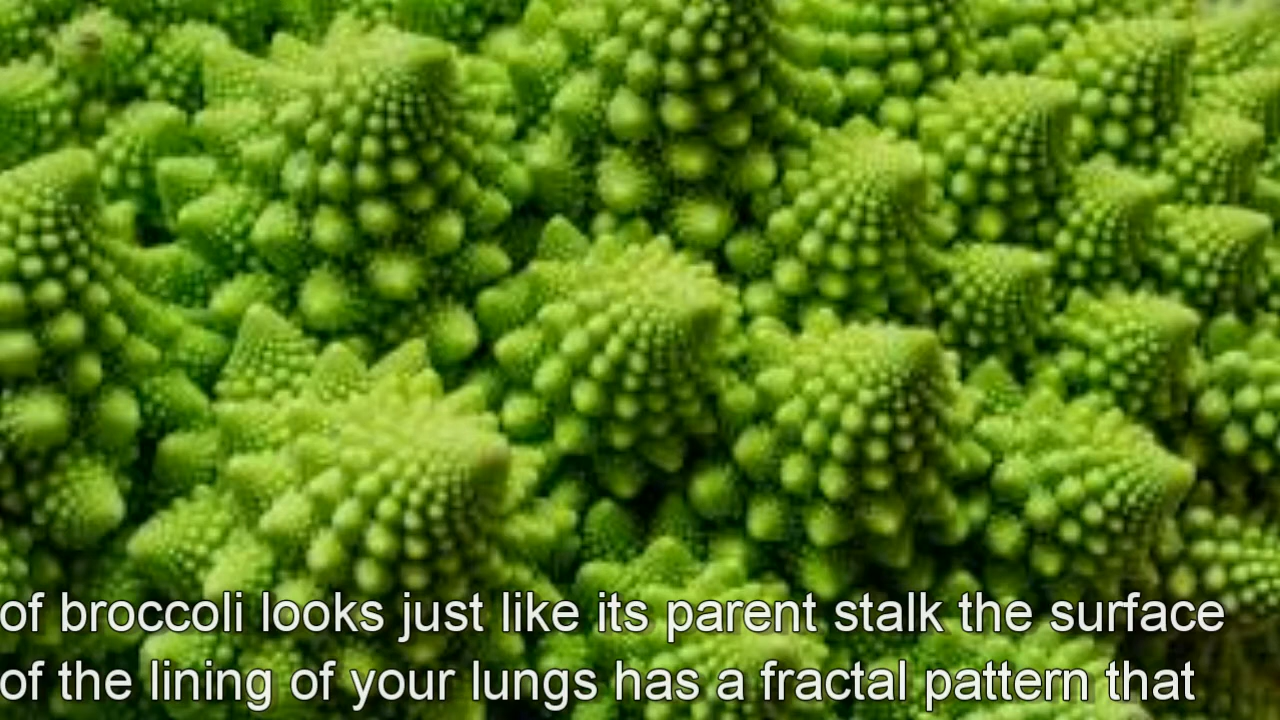 of broccoli looks just like its parent stalk the surface
of the lining of your lungs has a fractal pattern that